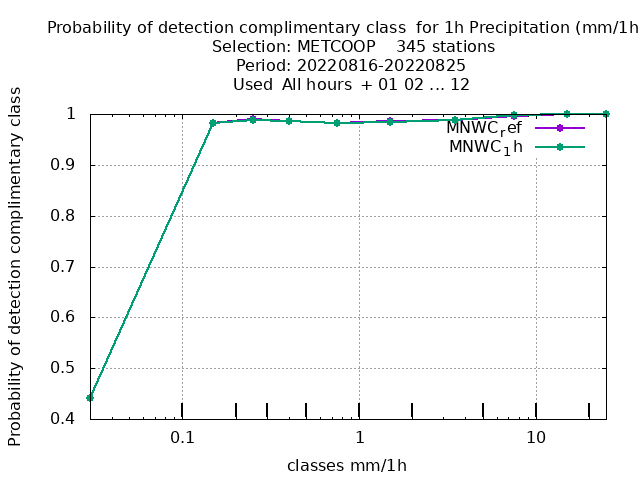 Probability of detection complimentary class  for 1h Precipitation (mm/1h
Selection: METCOOP    345 stations
Period: 20220816-20220825
Used  All hours  + 01 02 ... 12
Probability of detection complimentary class
1
0.9
0.8
0.7
0.6
0.5
0.4
MNWCref
MNWC1h
0.1
1
10
classes mm/1h